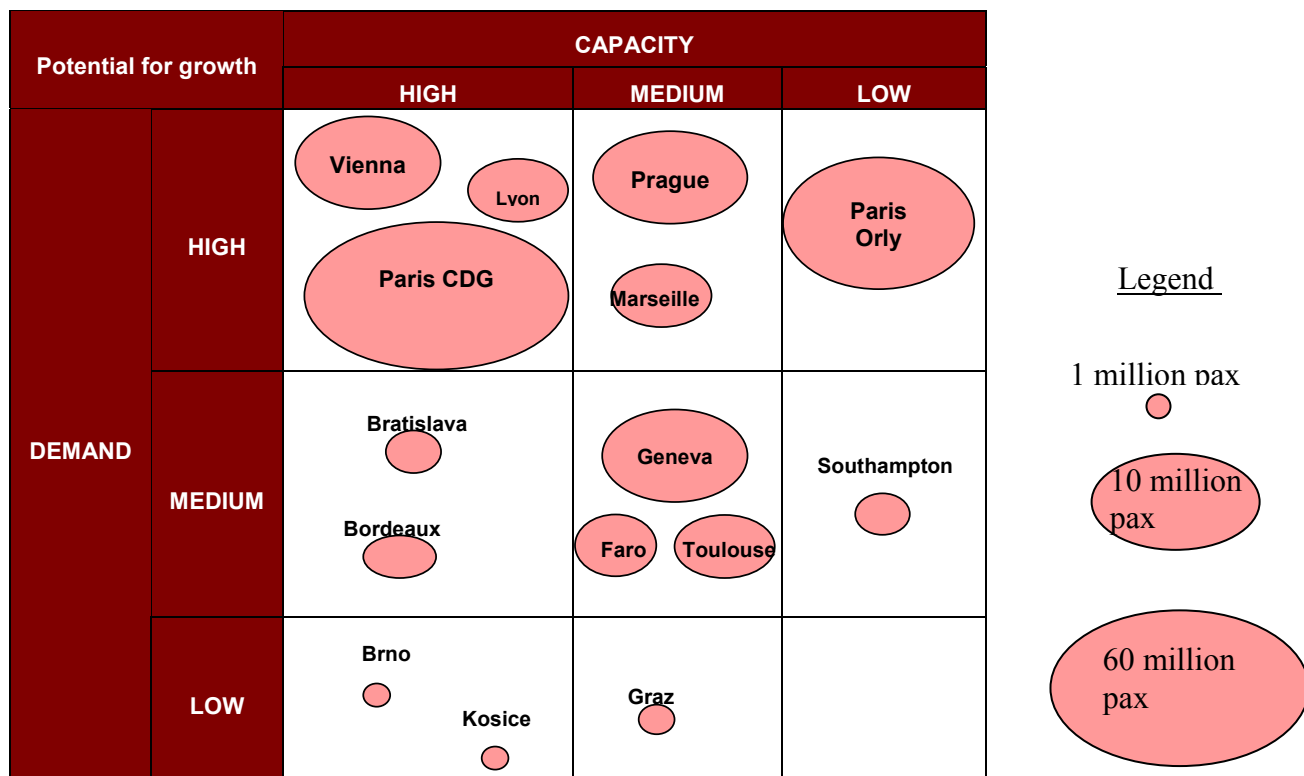 Potential for growth
CAPACITY
HIGH
MEDIUM
LOW
DEMAND
HIGH
Vienna
Lyon
Paris CDG
Prague
Marseille
Paris
Orly
MEDIUM
Bratislava
Bordeaux
Geneva
Faro
Toulouse
Southampton
LOW
Brno
Kosice
Graz
Legend
1 million pax
10 million
pax
60 million
pax